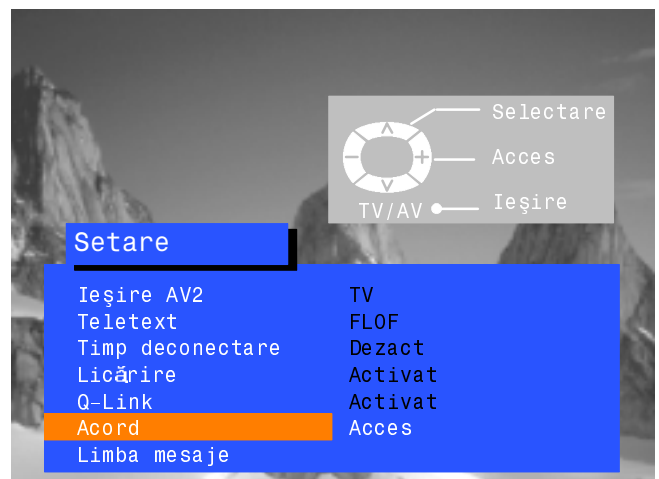 Selectare
Acces
TV/AV Ieşire
Setare
Ieşire AV2 TV
Teletext FLOF
Timp deconectare Dezact
Licărire Activat
Q-Link Activat
Acord Acces
Limba mesaje